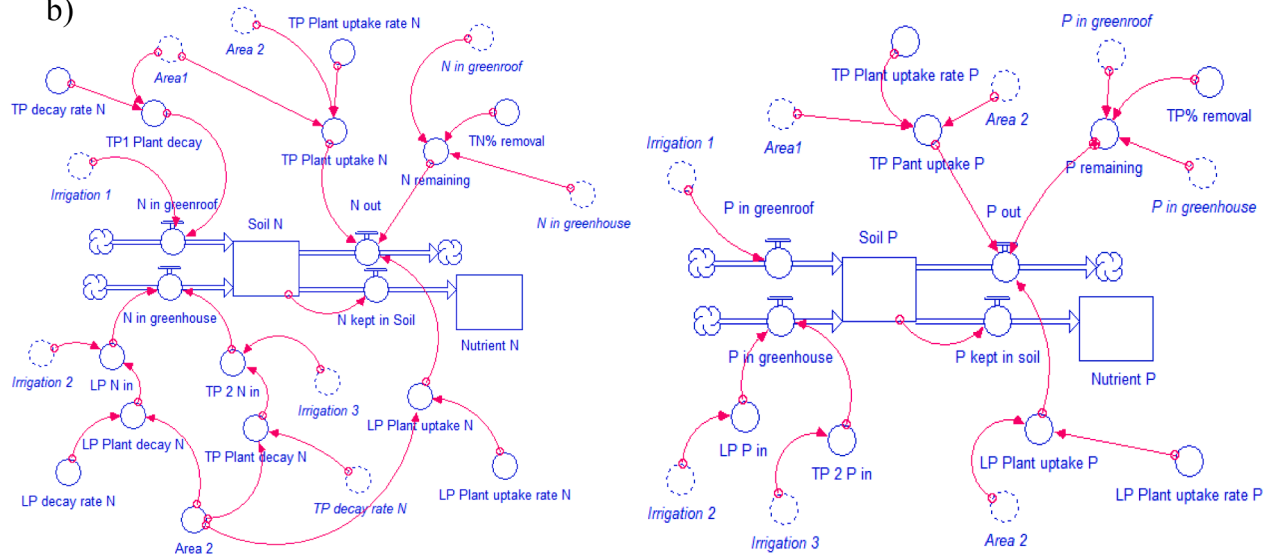 b)
TP Plant uptake rate N
Area 2
N in greenroof
Area1
TP decay rate N
TP1 Plant decay
TN% removal
TP Plant uptake N
N remaining
Irrigation 1
N in greenroof
N out
N in greenhouse
Soil N
N in greenhouse
N kept in Soil
Nutrient N
Irrigation 2
LP N in
TP 2 N in
Irrigation 3
LP Plant uptake N
LP Plant decay N
TP Plant decay N
LP decay rate N
TP decay rate N
LP Plant uptake rate N
Area 2
P in greenroof
TP Plant uptake rate P
TP% removal
Irrigation 1
Area1
Area 2
TP Pant uptake P
P remaining
P in greenroof
P out
P in greenhouse
Soil P
P in greenhouse
P kept in soil
Nutrient P
LP P in
TP 2 P in
LP Plant uptake P
LP Plant uptake rate P
Irrigation 2
Irrigation 3
Area 2